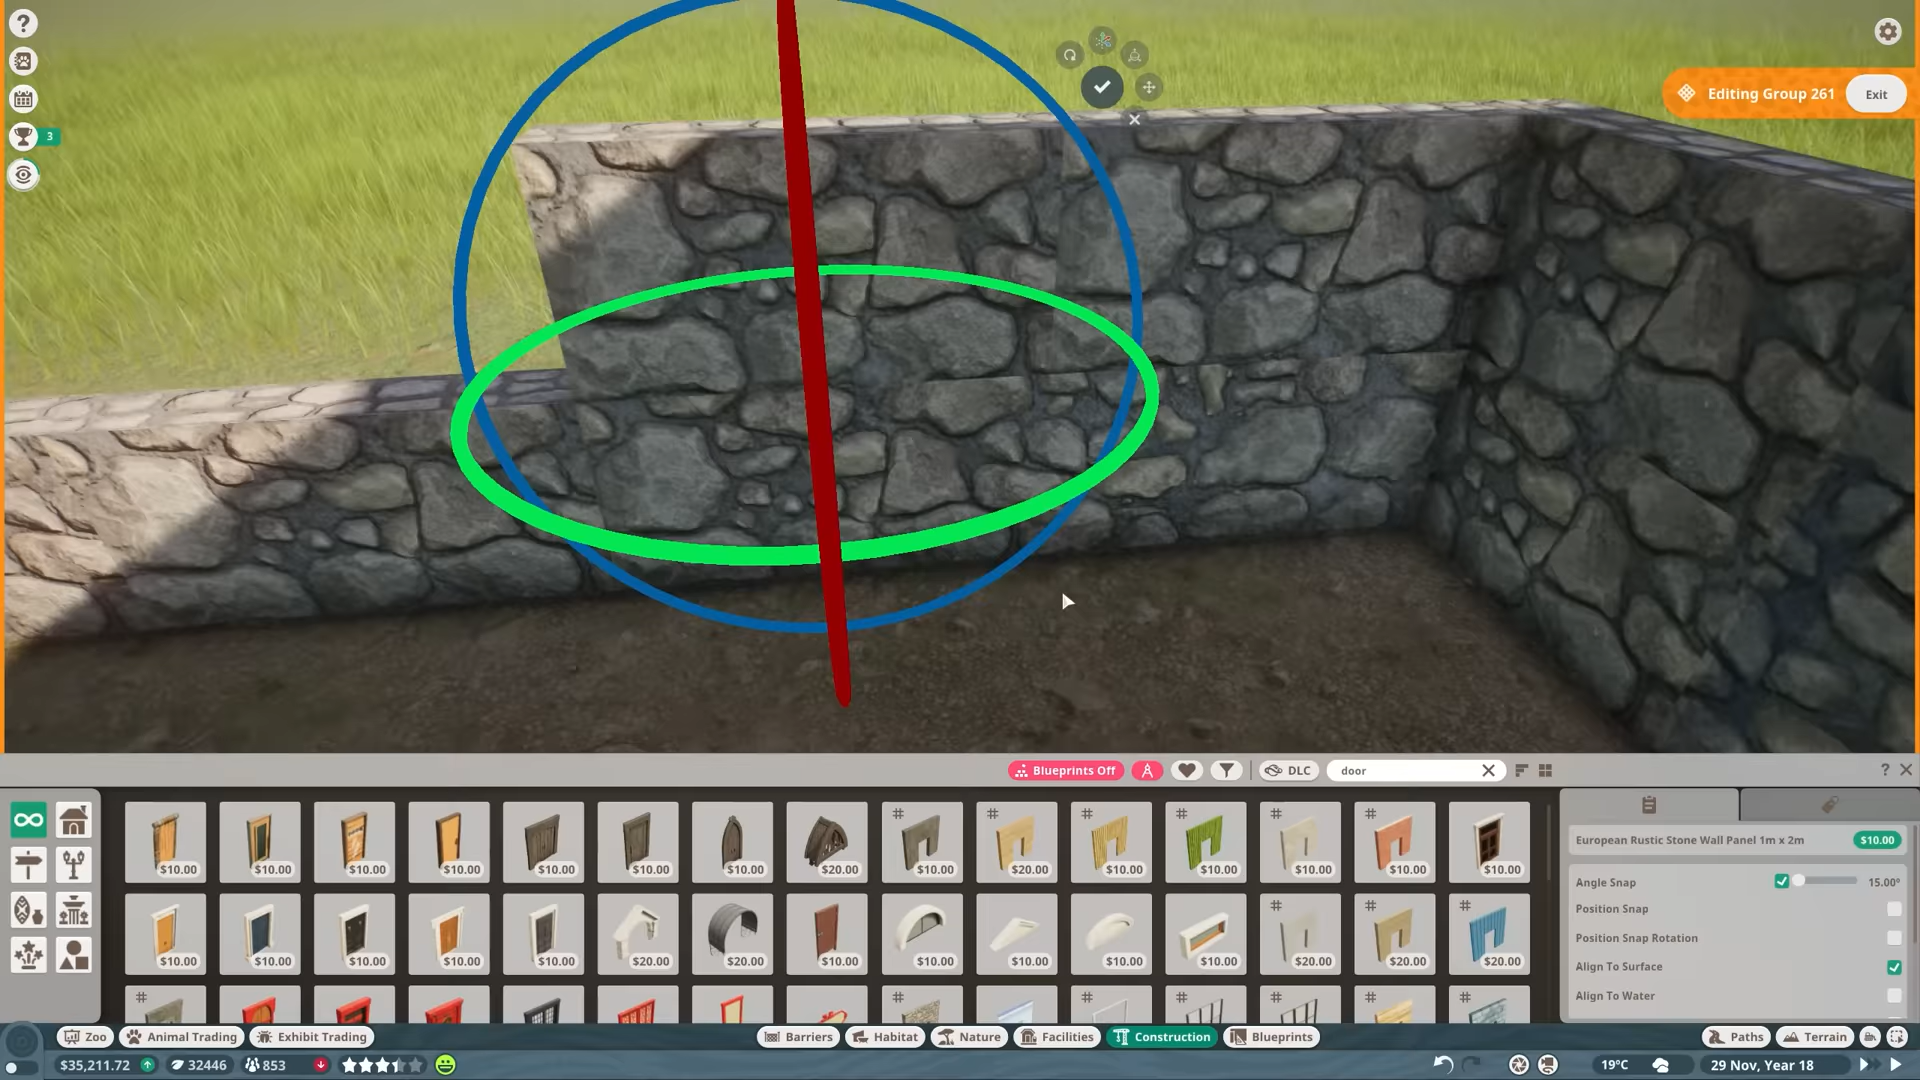 ?
3
Editing Group 261
Exit
Blueprints Off
DLC
door
?
$10.00 $10.00 $10.00 $10.00 $10.00 $10.00 $10.00 $20.00 $10.00 $20.00 $10.00 $10.00 $10.00 $10.00 $10.00
$10.00 $10.00 $10.00 $10.00 $10.00 $20.00 $20.00 $10.00 $10.00 $10.00 $10.00 $10.00 $20.00 $20.00 $20.00
European Rustic Stone Wall Panel 1m x 2m $10.00
Angle Snap 15.00°
Position Snap
Position Snap Rotation
Align To Surface
Align To Water
Zoo Animal Trading Exhibit Trading Barriers Habitat Nature Facilities Construction Blueprints Paths Terrain
$35,211.72 32446 853 19°C 29 Nov, Year 18